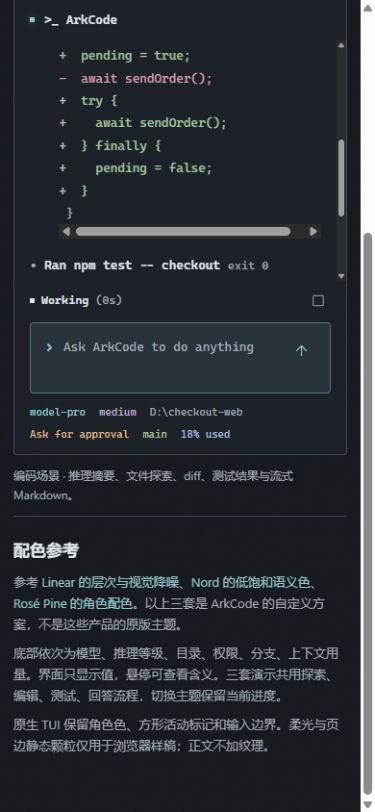 >_ ArkCode
+ pending = true;
- await sendOrder();
+ try {
+ await sendOrder();
+ } finally {
+ pending = false;
+ }
}
• Ran npm test -- checkout exit 0
▪ Working (0s)
› Ask ArkCode to do anything ↑
model-pro medium D:\checkout-web
Ask for approval main 18% used
编码场景 · 推理摘要、文件探索、diff、测试结果与流式
Markdown。
配色参考
参考 Linear 的层次与视觉降噪、Nord 的低饱和语义色、
Rosé Pine 的角色配色。以上三套是 ArkCode 的自定义方
案，不是这些产品的原版主题。
底部依次为模型、推理等级、目录、权限、分支、上下文用
量。界面只显示值，悬停可查看含义。三套演示共用探索、
编辑、测试、回答流程，切换主题保留当前进度。
原生 TUI 保留角色色、方形活动标记和输入边界。柔光与页
边静态颗粒仅用于浏览器样稿；正文不加纹理。